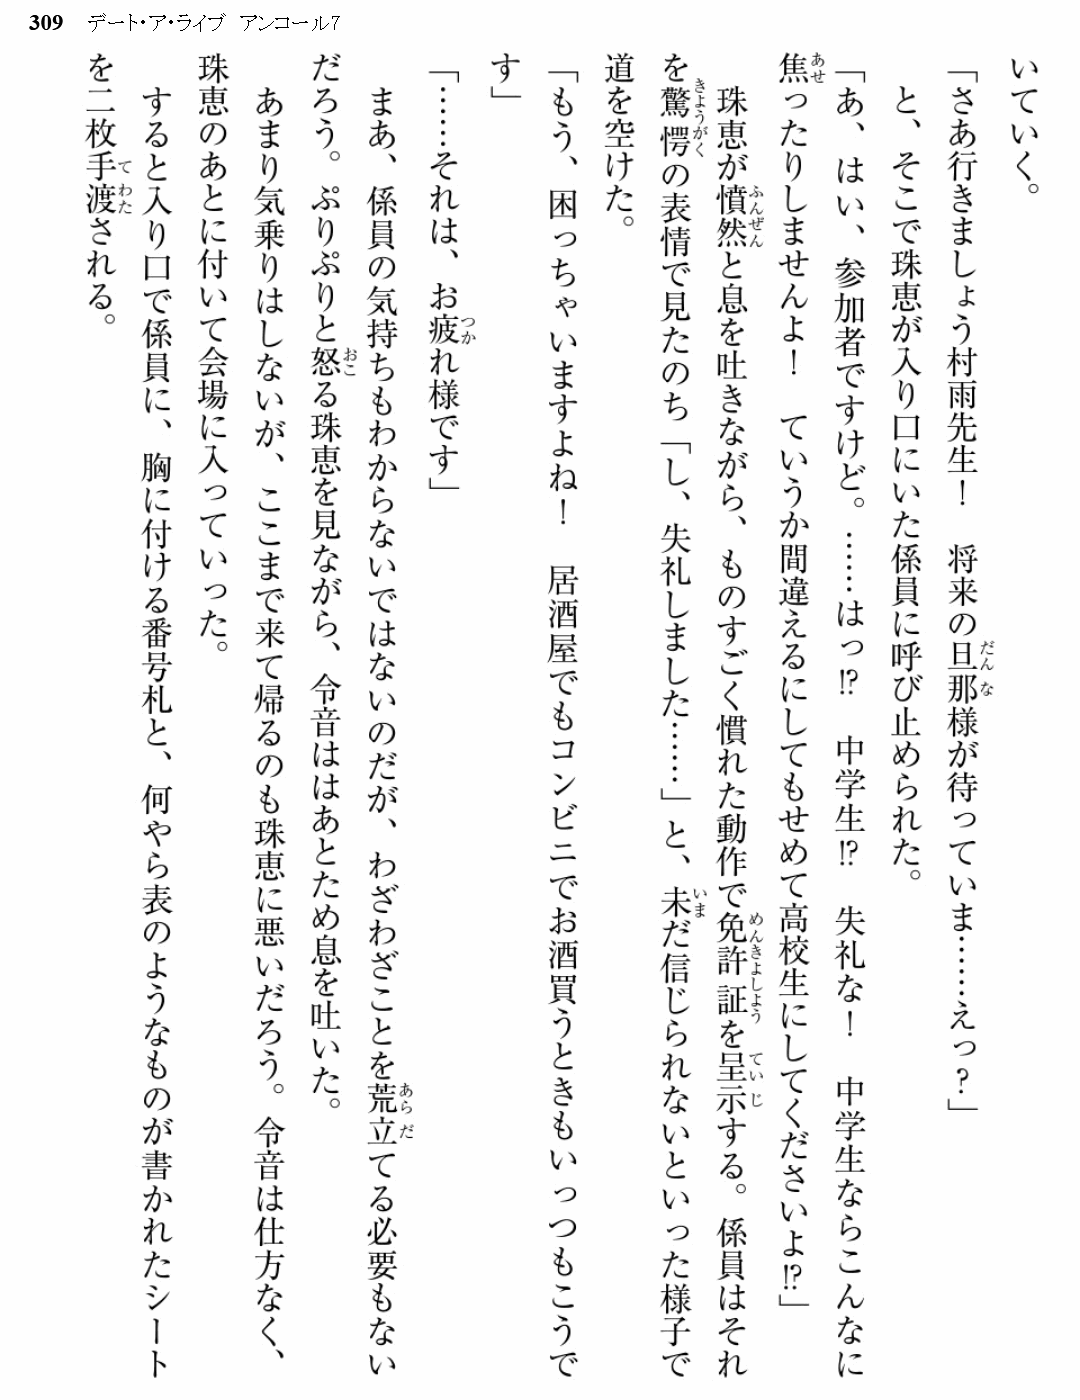 309 デート・ア・ライブ アンコール7
いていく。
「さあ行きましょう村雨先生！　将来の旦那様が待っていま……えっ？」
と、そこで珠恵が入り口にいた係員に呼び止められた。
「あ、はい、参加者ですけど。……はっ!?　中学生!?　失礼な！　中学生ならこんなに
焦ったりしませんよ！　ていうか間違えるにしてもせめて高校生にしてくださいよ!?」
珠恵が憤然と息を吐きながら、ものすごく慣れた動作で免許証を呈示する。係員はそれ
を驚愕の表情で見たのち「し、失礼しました……」と、未だ信じられないといった様子で
道を空けた。
「もう、困っちゃいますよね！　居酒屋でもコンビニでお酒買うときもいっつもこうで
す」
「……それは、お疲れ様です」
まあ、係員の気持ちもわからないではないのだが、わざわざことを荒立てる必要もない
だろう。ぷりぷりと怒る珠恵を見ながら、令音ははあとため息を吐いた。
あまり気乗りはしないが、ここまで来て帰るのも珠恵に悪いだろう。令音は仕方なく、
珠恵のあとに付いて会場に入っていった。
すると入り口で係員に、胸に付ける番号札と、何やら表のようなものが書かれたシート
を二枚手渡される。